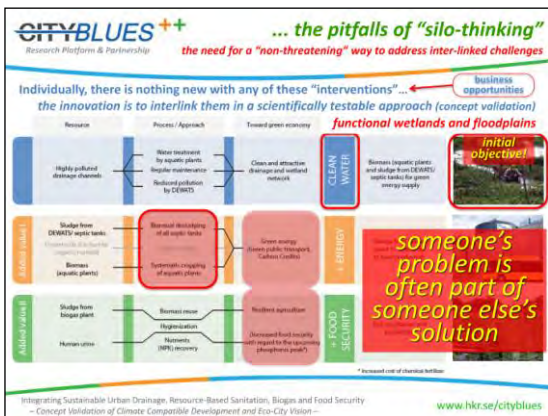 CITYBLUES++
Research Platform & Partnership
... the pitfalls of "silo-thinking"
the need for a "non-threatening" way to address inter-linked challenges
Individually, there is nothing new with any of these "interventions"...
business
opportunities
the innovation is to interlink them in a scientifically testable approach (concept validation)
functional wetlands and floodplains
Resource
Process / Approach
Toward green economy
Highly polluted
drainage channels
Water treatment
by aquatic plants
Regular maintenance
Reduced pollution
by DEWATS
Clean and attractive
drainage and wetland
network
CLEAN
WATER
Biomass (aquatic plants
and sludge from DEWATS/
septic tanks) for green
energy supply
initial
objective!
Added value I
Sludge from
DEWATS/ septic tanks
Biomass
(aquatic plants)
Biannual desludging
of all septic tanks
Systematic cropping
of aquatic plants
Green energy
(Green public transport,
Carbon Credits)
+ ENERGY
someone's
problem is
often part of
someone else's
solution
Added value II
Sludge from
biogas plant
Human urine
Biomass reuse
Hygienization
Nutrients
(NPK) recovery
Resilient agriculture
(Increased food security
with regard to the upcoming
phosphorus peak*)
+ FOOD
SECURITY
* Increased cost of chemical fertilizer
Integrating Sustainable Urban Drainage, Resource-Based Sanitation, Biogas and Food Security
– Concept Validation of Climate Compatible Development and Eco-City Vision –
www.hkr.se/cityblues